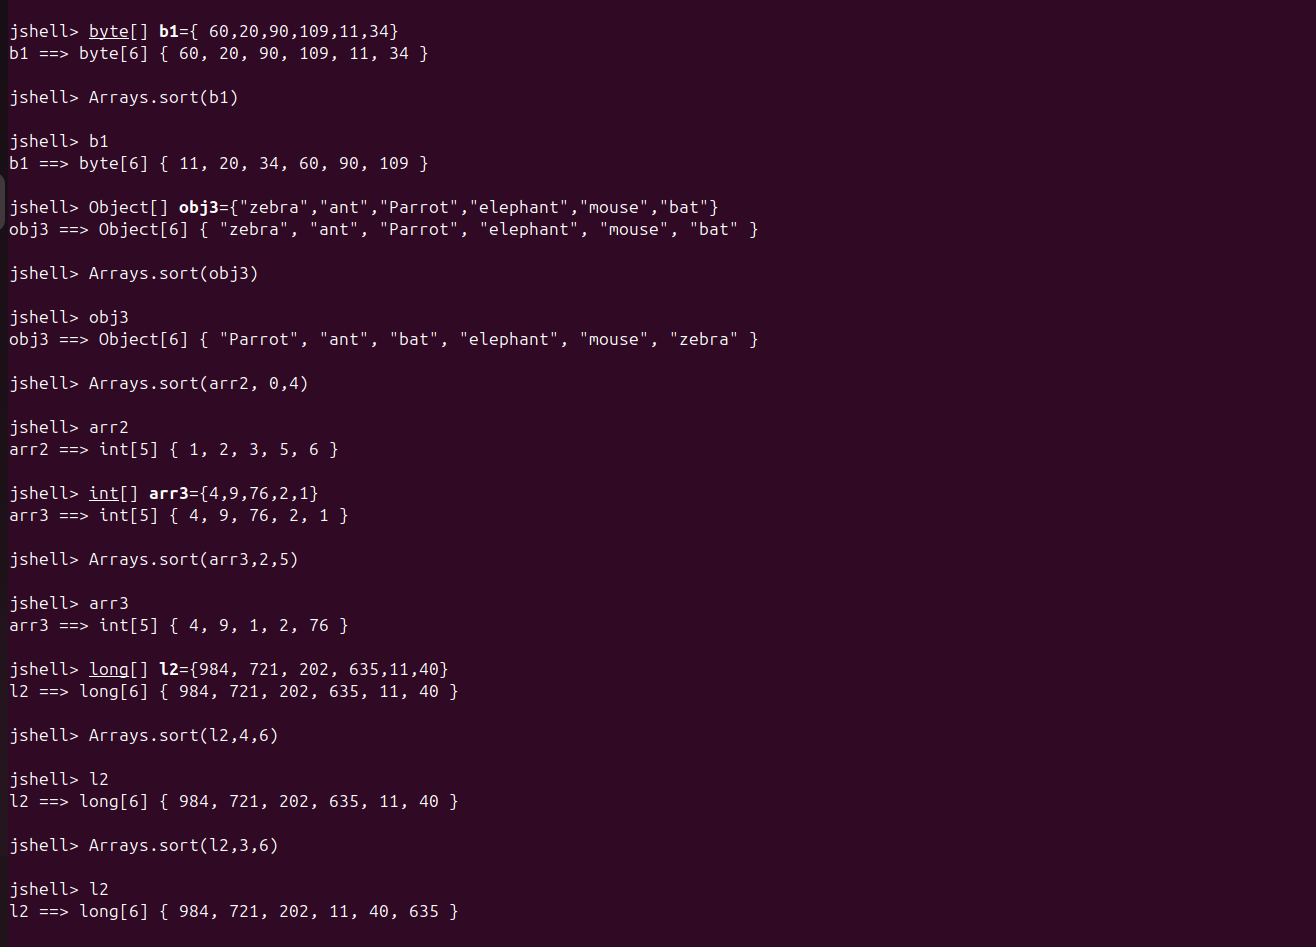 jshell> byte[] b1={ 60,20,90,109,11,34}
b1 ==> byte[6] { 60, 20, 90, 109, 11, 34 }
jshell> Arrays.sort(b1)
jshell> b1
b1 ==> byte[6] { 11, 20, 34, 60, 90, 109 }
jshell> Object[] obj3={"zebra","ant","Parrot","elephant","mouse","bat"}
obj3 ==> Object[6] { "zebra", "ant", "Parrot", "elephant", "mouse", "bat" }
jshell> Arrays.sort(obj3)
jshell> obj3
obj3 ==> Object[6] { "Parrot", "ant", "bat", "elephant", "mouse", "zebra" }
jshell> Arrays.sort(arr2, 0,4)
jshell> arr2
arr2 ==> int[5] { 1, 2, 3, 5, 6 }
jshell> int[] arr3={4,9,76,2,1}
arr3 ==> int[5] { 4, 9, 76, 2, 1 }
jshell> Arrays.sort(arr3,2,5)
jshell> arr3
arr3 ==> int[5] { 4, 9, 1, 2, 76 }
jshell> long[] l2={984, 721, 202, 635,11,40}
l2 ==> long[6] { 984, 721, 202, 635, 11, 40 }
jshell> Arrays.sort(l2,4,6)
jshell> l2
l2 ==> long[6] { 984, 721, 202, 635, 11, 40 }
jshell> Arrays.sort(l2,3,6)
jshell> l2
l2 ==> long[6] { 984, 721, 202, 11, 40, 635 }